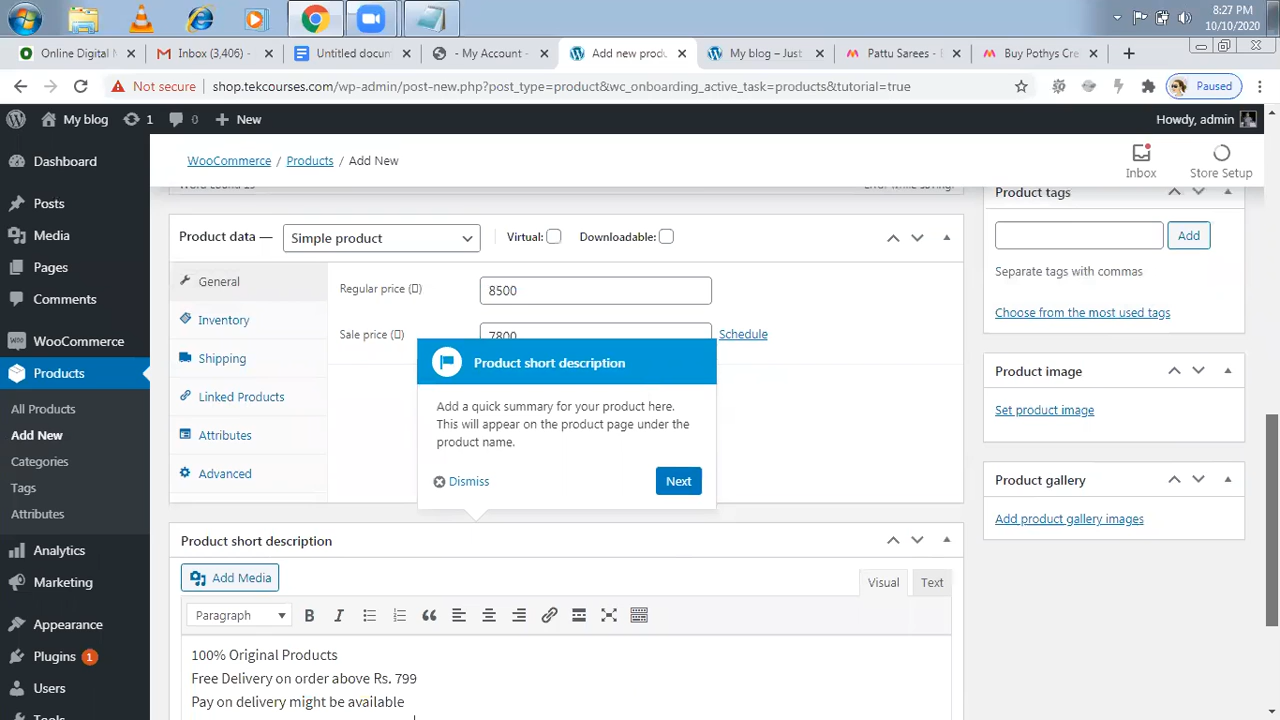 8:27 PM
10/10/2020
Online Digital M
Inbox (3,406) -
Untitled docum
My Account -
Add new produ
My blog – Just
Pattu Sarees - B
Buy Pothys Cre
Not secure
shop.tekcourses.com/wp-admin/post-new.php?post_type=product&wc_onboarding_active_task=products&tutorial=true
Paused
My blog
1
0
New
Howdy, admin
WooCommerce / Products / Add New
Inbox
Store Setup
Dashboard
Posts
Media
Pages
Comments
WooCommerce
Products
All Products
Add New
Categories
Tags
Attributes
Analytics
Marketing
Appearance
Plugins 1
Users
Product data —
Simple product
Virtual:
Downloadable:
General
Inventory
Shipping
Linked Products
Attributes
Advanced
Regular price (▯)
8500
Sale price (▯)
7800
Schedule
Product short description
Add a quick summary for your product here.
This will appear on the product page under the
product name.
Dismiss
Next
Product short description
Add Media
Visual
Text
Paragraph
100% Original Products
Free Delivery on order above Rs. 799
Pay on delivery might be available
Product tags
Add
Separate tags with commas
Choose from the most used tags
Product image
Set product image
Product gallery
Add product gallery images